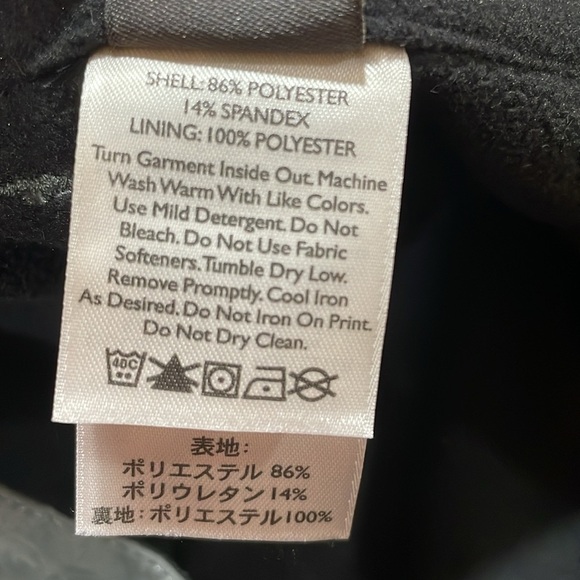 SHELL: 86% POLYESTER
14% SPANDEX
LINING: 100% POLYESTER
Turn Garment Inside Out. Machine
Wash Warm With Like Colors.
Use Mild Detergent. Do Not
Bleach. Do Not Use Fabric
Softeners. Tumble Dry Low.
Remove Promptly. Cool Iron
As Desired. Do Not Iron On Print.
Do Not Dry Clean.
40C
表地:
ポリエステル 86%
ポリウレタン 14%
裏地: ポリエステル100%